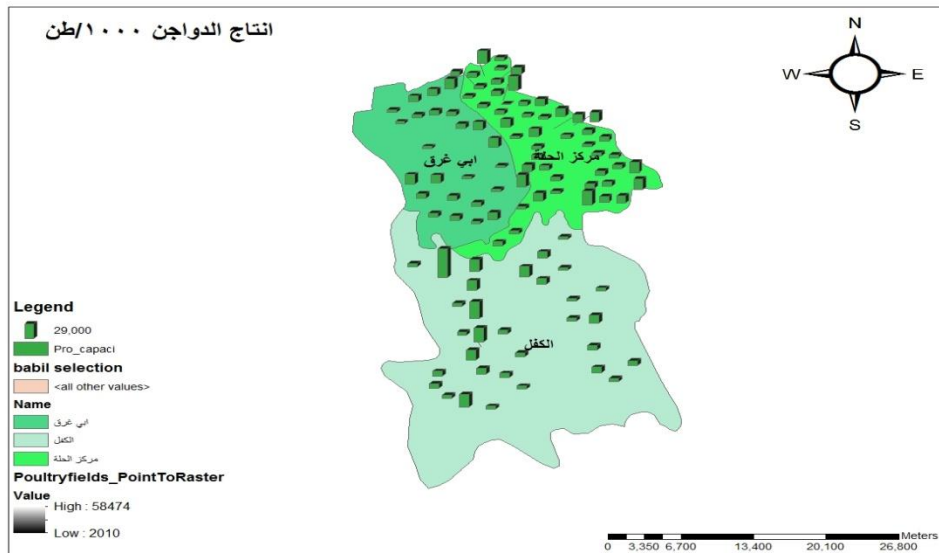 انتاج الدواجن ١٠٠٠/طن
N
W E
S
ابي غرق
مركز الحلة
الكفل
Legend
29,000
Pro_capaci
babil selection
<all other values>
Name
ابي غرق
الكفل
مركز الحلة
Poultryfields_PointToRaster
Value
High : 58474
Low : 2010
Meters
0 3,350 6,700 13,400 20,100 26,800